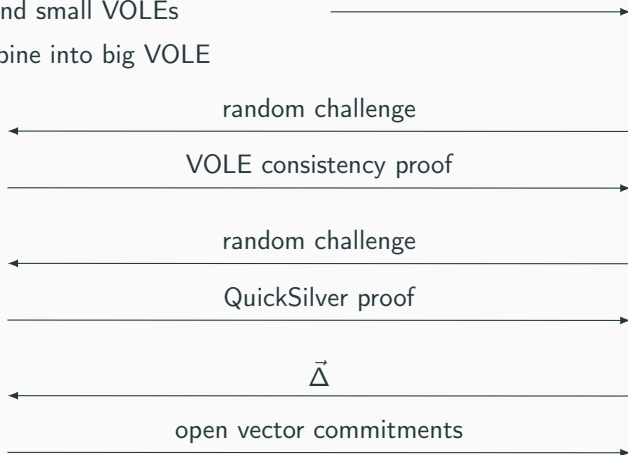 nd small VOLEs
bine into big VOLE
random challenge
VOLE consistency proof
random challenge
QuickSilver proof
Δ⃗
open vector commitments